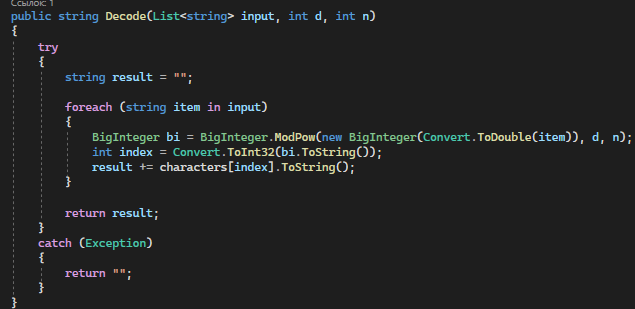 Ссылок: 1
public string Decode(List<string> input, int d, int n)
{
try
{
string result = "";
foreach (string item in input)
{
BigInteger bi = BigInteger.ModPow(new BigInteger(Convert.ToDouble(item)), d, n);
int index = Convert.ToInt32(bi.ToString());
result += characters[index].ToString();
}
return result;
}
catch (Exception)
{
return "";
}
}